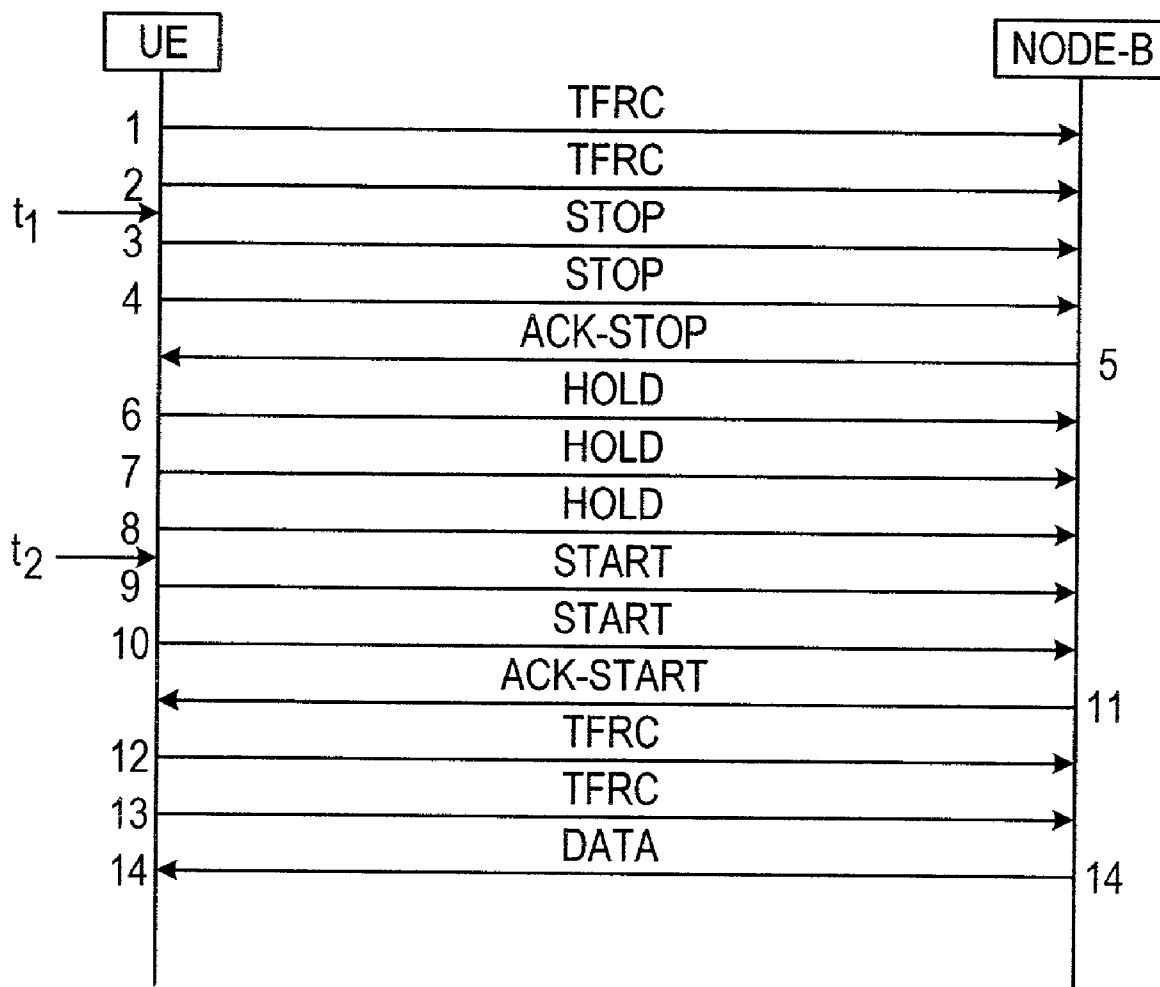 UE
NODE-B
TFRC
1
TFRC
2
t1
STOP
3
STOP
4
ACK-STOP
5
HOLD
6
HOLD
7
HOLD
8
t2
START
9
START
10
ACK-START
11
TFRC
12
TFRC
13
DATA
14
14